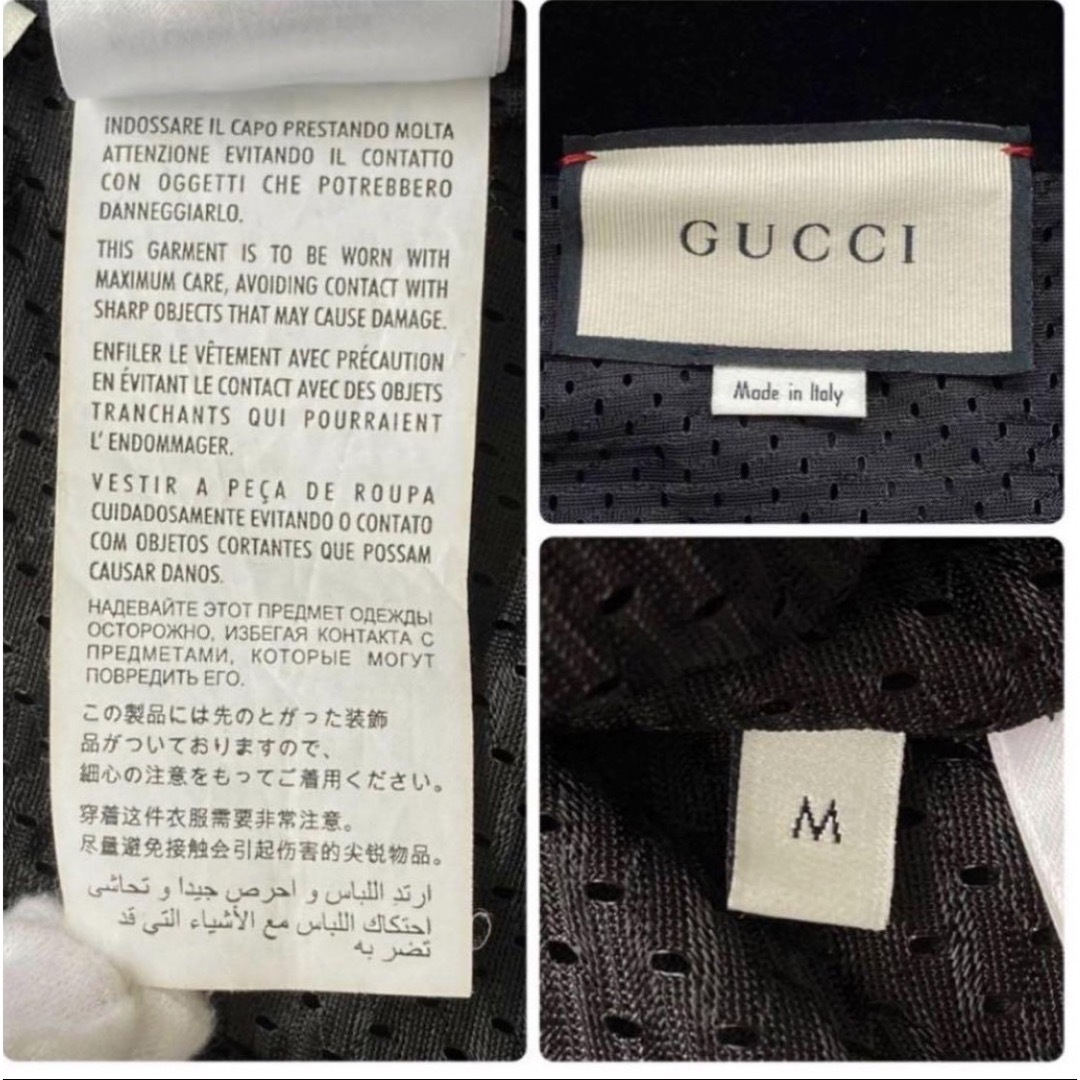 INDOSSARE IL CAPO PRESTANDO MOLTA
ATTENZIONE EVITANDO IL CONTATTO
CON OGGETTI CHE POTREBBERO
DANNEGGIARLO.
THIS GARMENT IS TO BE WORN WITH
MAXIMUM CARE, AVOIDING CONTACT WITH
SHARP OBJECTS THAT MAY CAUSE DAMAGE.
ENFILER LE VÊTEMENT AVEC PRÉCAUTION
EN ÉVITANT LE CONTACT AVEC DES OBJETS
TRANCHANTS QUI POURRAIENT
L' ENDOMMAGER.
VESTIR A PEÇA DE ROUPA
CUIDADOSAMENTE EVITANDO O CONTATO
COM OBJETOS CORTANTES QUE POSSAM
CAUSAR DANOS.
НАДЕВАЙТЕ ЭТОТ ПРЕДМЕТ ОДЕЖДЫ
ОСТОРОЖНО, ИЗБЕГАЯ КОНТАКТА С
ПРЕДМЕТАМИ, КОТОРЫЕ МОГУТ
ПОВРЕДИТЬ ЕГО.
この製品には先のとがった装飾
品がついておりますので、
細心の注意をもってご着用ください。
穿着这件衣服需要非常注意。
尽量避免接触会引起伤害的尖锐物品。
ارتدِ اللباس و احرص جيدا و تحاشى
احتكاك اللباس مع الأشياء التي قد
تضر به
GUCCI
Made in Italy
M